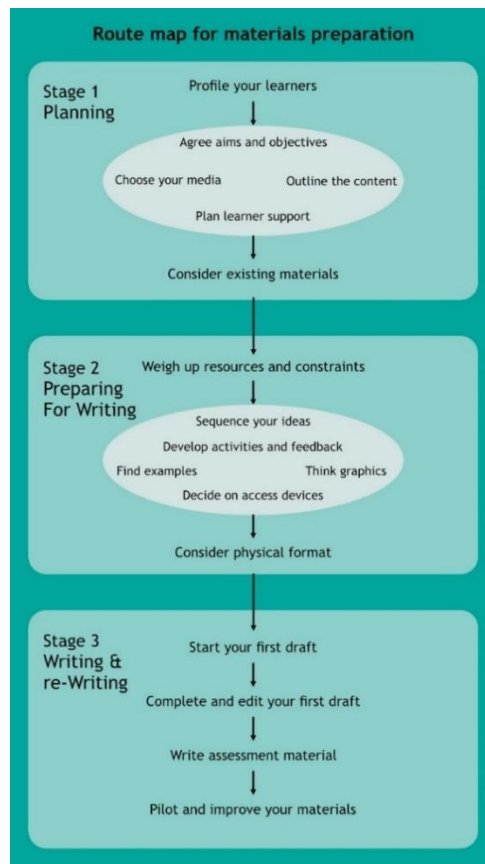 Route map for materials preparation
Stage 1
Planning
Profile your learners
Agree aims and objectives
Choose your media
Outline the content
Plan learner support
Consider existing materials
Stage 2
Preparing
For Writing
Weigh up resources and constraints
Sequence your ideas
Develop activities and feedback
Find examples
Think graphics
Decide on access devices
Consider physical format
Stage 3
Writing &
re-Writing
Start your first draft
Complete and edit your first draft
Write assessment material
Pilot and improve your materials